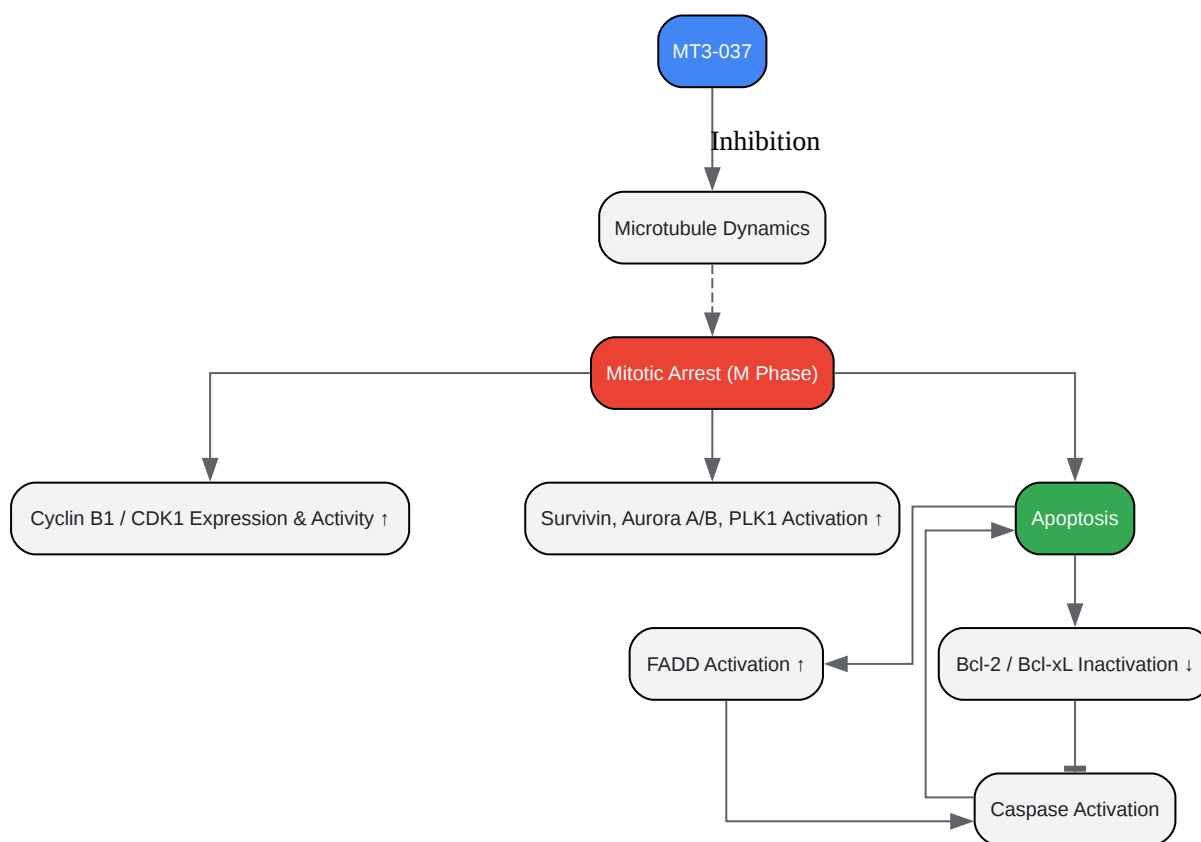 MT3-037
Inhibition
Microtubule Dynamics
Mitotic Arrest (M Phase)
Cyclin B1 / CDK1 Expression & Activity ↑
Survivin, Aurora A/B, PLK1 Activation ↑
Apoptosis
FADD Activation ↑
Bcl-2 / Bcl-xL Inactivation ↓
Caspase Activation